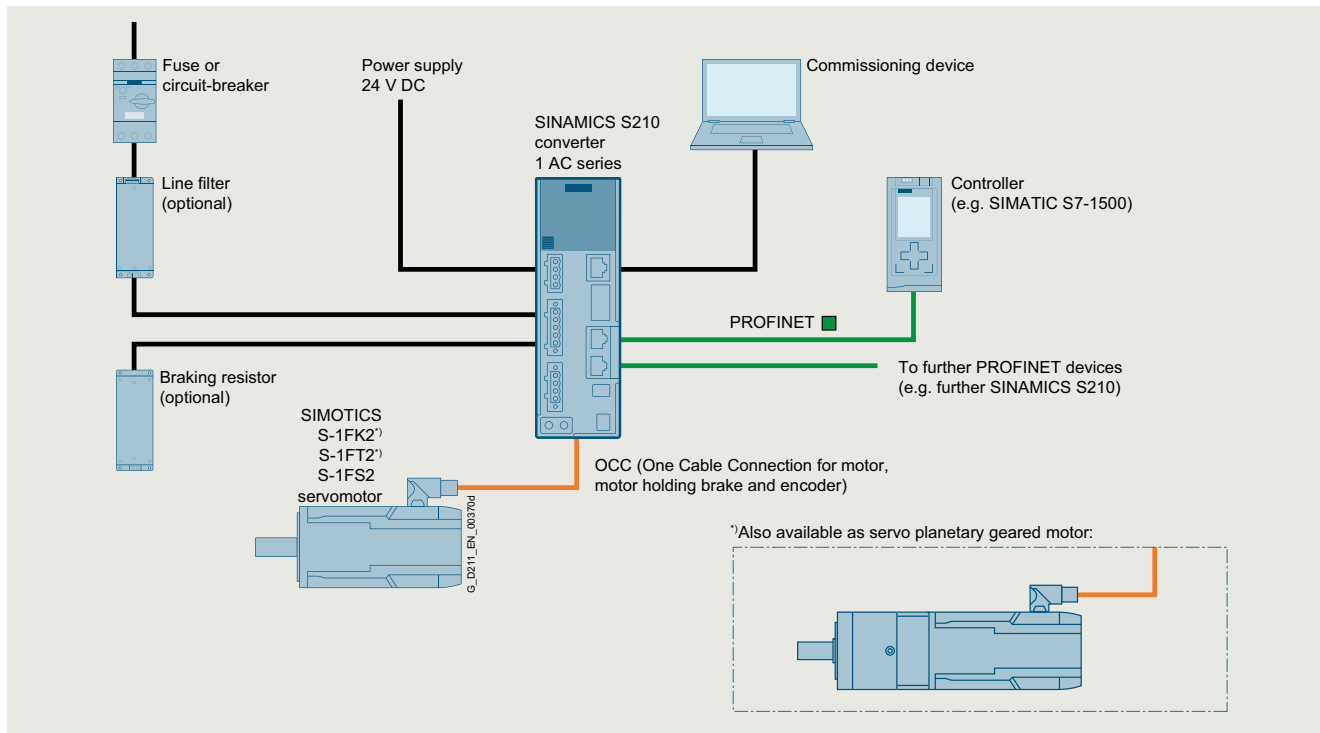 Fuse or
circuit-breaker
Power supply
24 V DC
Commissioning device
SINAMICS S210
converter
1 AC series
Line filter
(optional)
Controller
(e.g. SIMATIC S7-1500)
PROFINET
To further PROFINET devices
(e.g. further SINAMICS S210)
Braking resistor
(optional)
SIMOTICS
S-1FK2*)
S-1FT2*)
S-1FS2
servomotor
OCC (One Cable Connection for motor,
motor holding brake and encoder)
G_D211_EN_00370d
*)Also available as servo planetary geared motor: